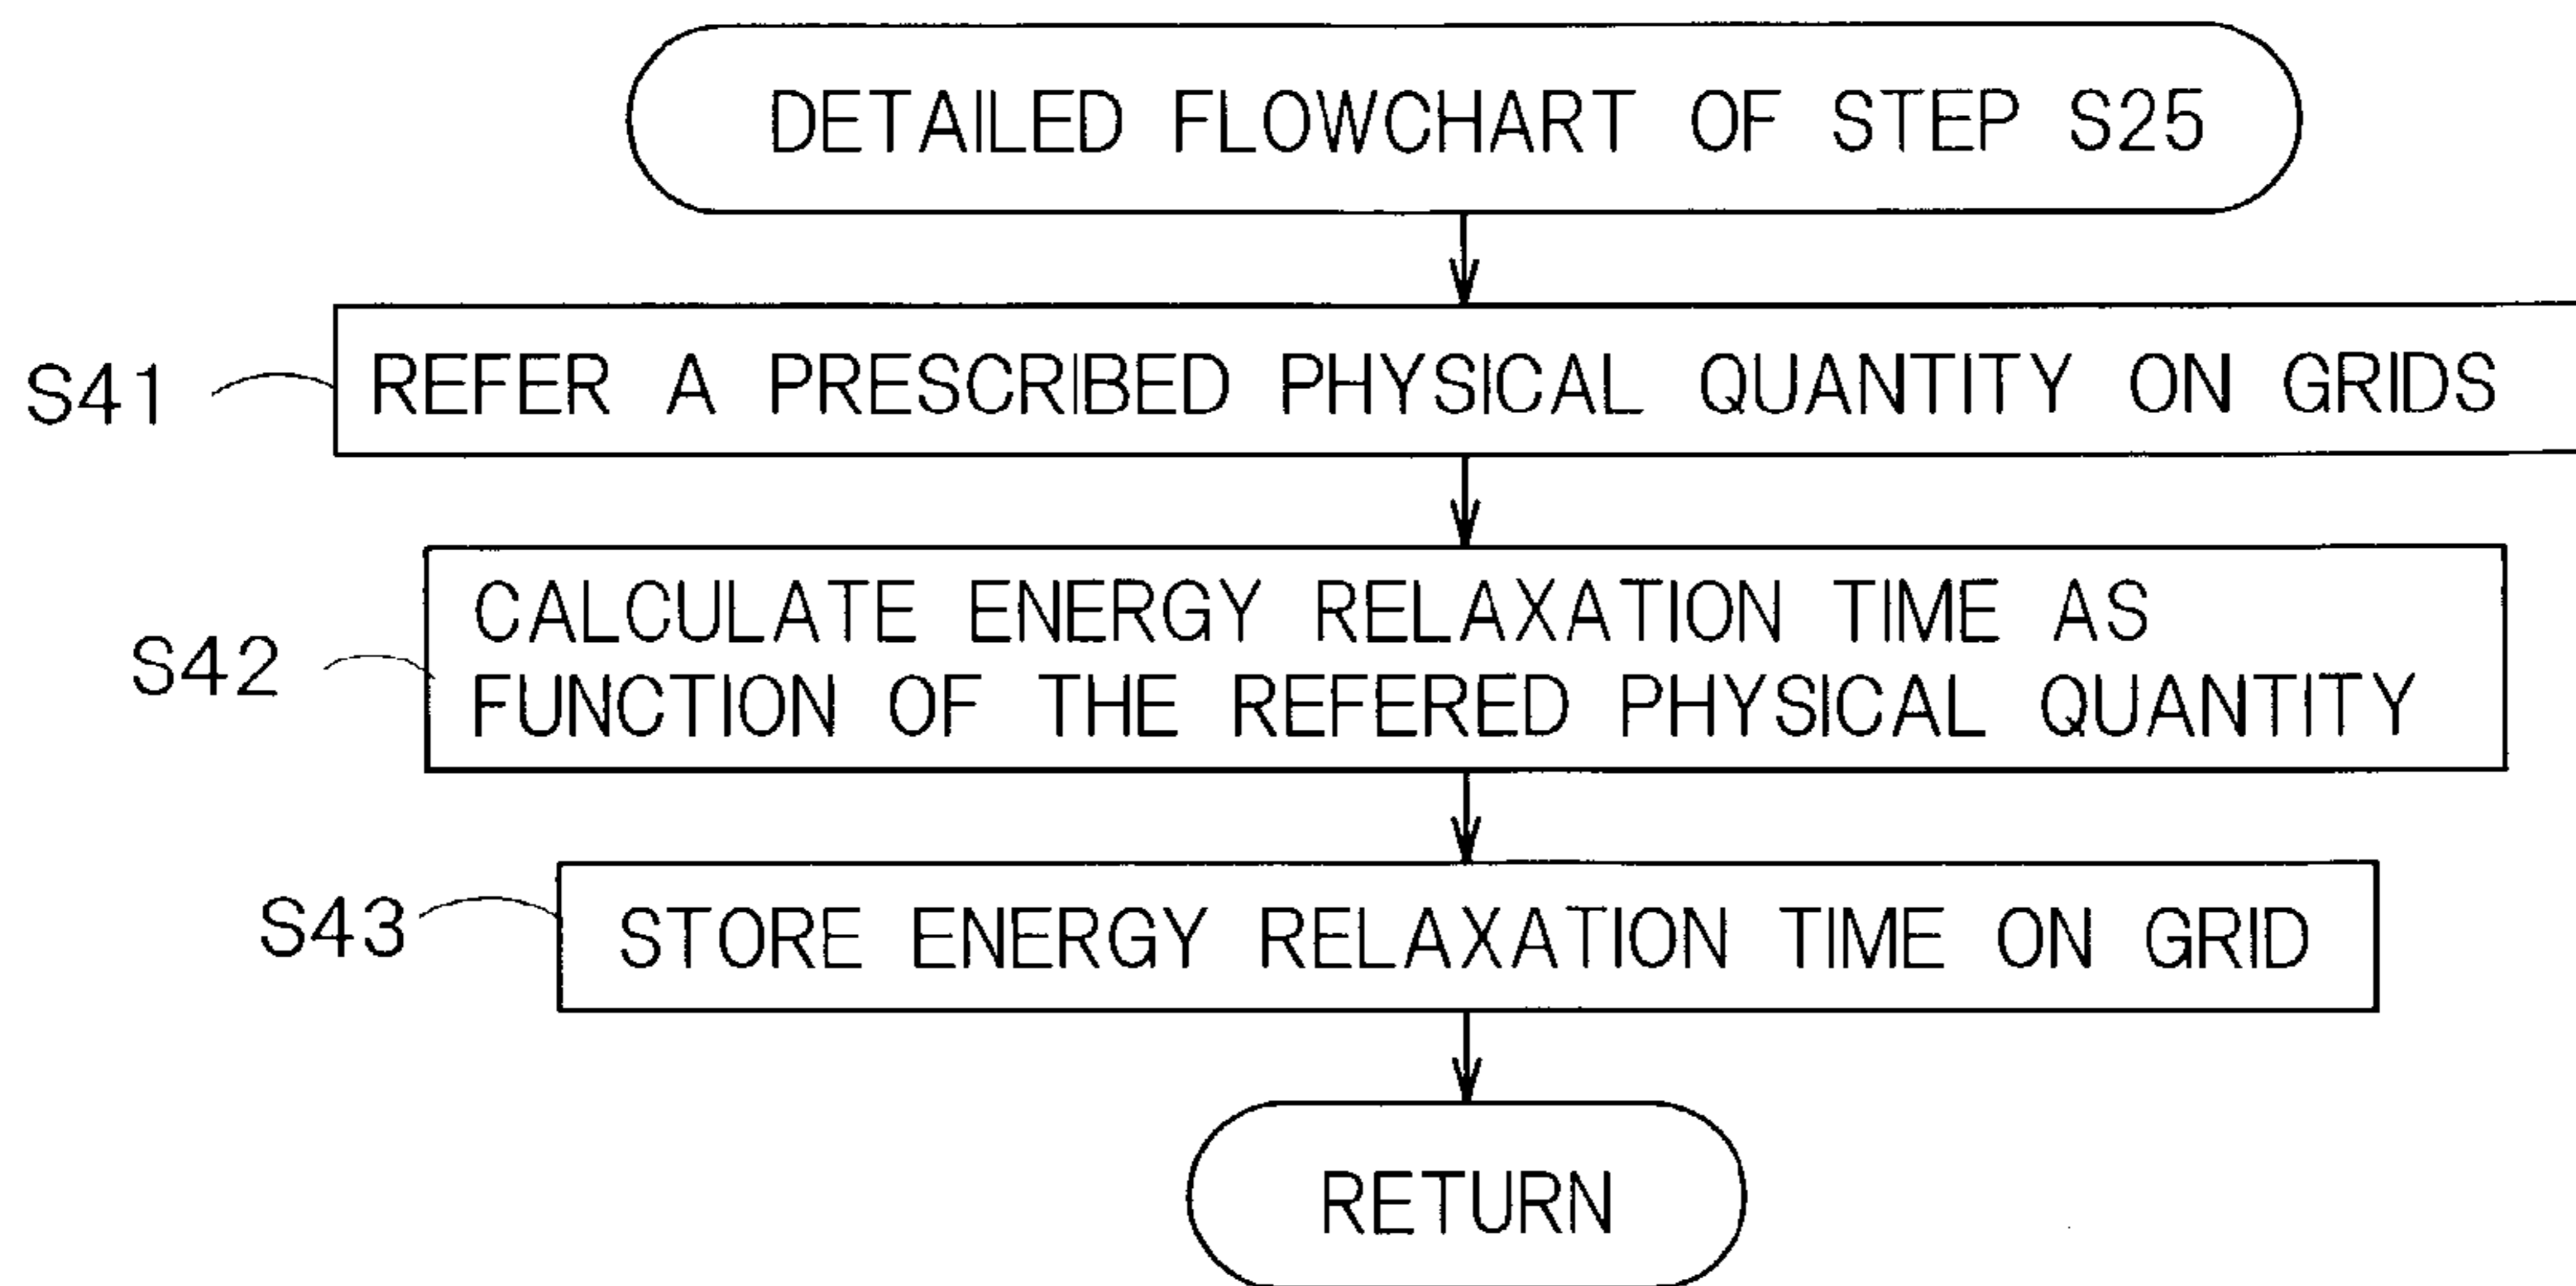 DETAILED FLOWCHART OF STEP S25
S41
REFER A PRESCRIBED PHYSICAL QUANTITY ON GRIDS
S42
CALCULATE ENERGY RELAXATION TIME AS
FUNCTION OF THE REFERED PHYSICAL QUANTITY
S43
STORE ENERGY RELAXATION TIME ON GRID
RETURN